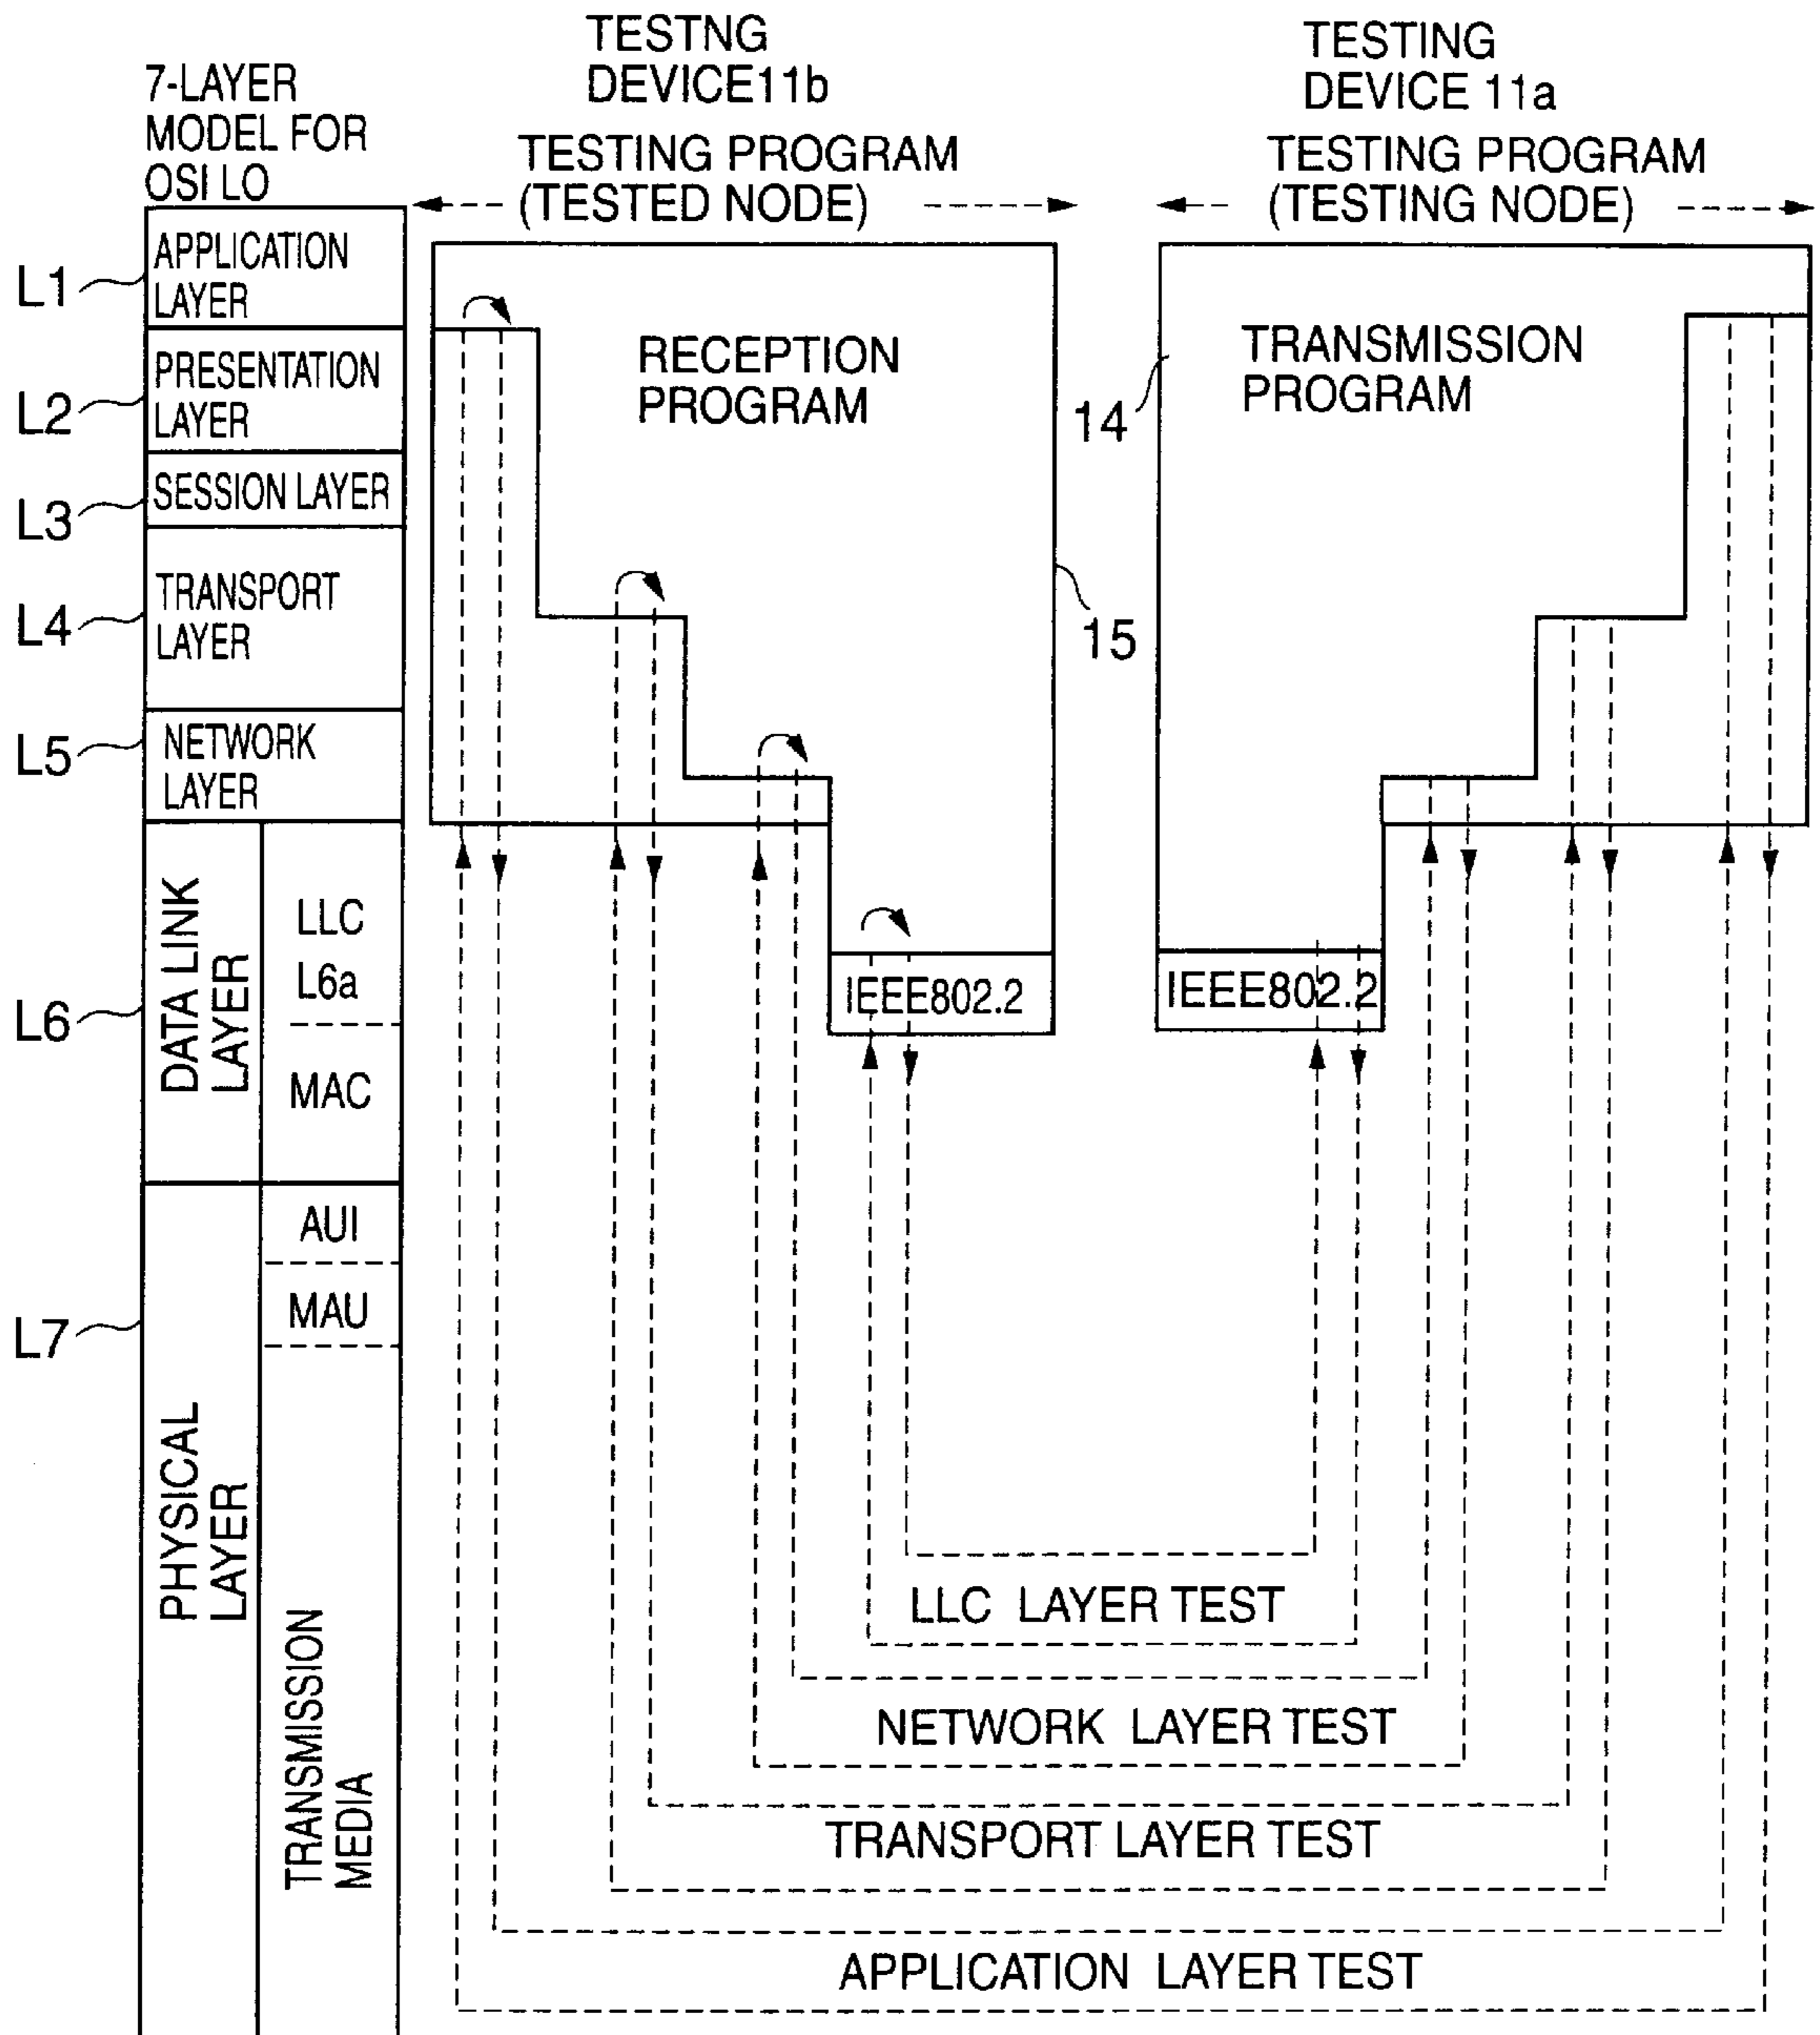 7-LAYER
MODEL FOR
OSI LO
TESTNG
DEVICE11b
TESTING PROGRAM
(TESTED NODE)
TESTING
DEVICE 11a
TESTING PROGRAM
(TESTING NODE)
L1
APPLICATION
LAYER
L2
PRESENTATION
LAYER
L3
SESSION LAYER
L4
TRANSPORT
LAYER
L5
NETWORK
LAYER
L6
DATA LINK
LAYER
LLC
L6a
MAC
L7
PHYSICAL
LAYER
AUI
MAU
TRANSMISSION
MEDIA
RECEPTION
PROGRAM
15
IEEE802.2
TRANSMISSION
PROGRAM
14
IEEE802.2
LLC LAYER TEST
NETWORK LAYER TEST
TRANSPORT LAYER TEST
APPLICATION LAYER TEST